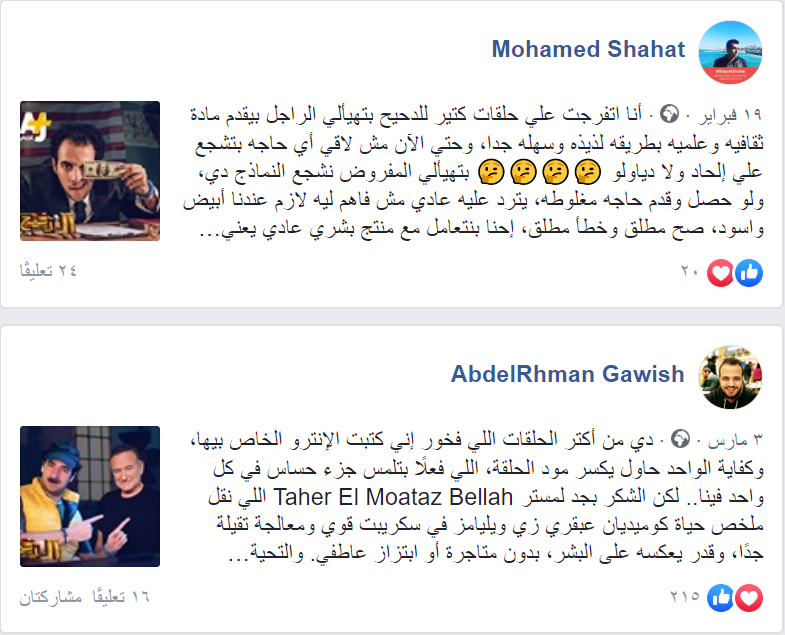 Mohamed Shahat
١٩ فبراير · أنا اتفرجت علي حلقات كتير للدحيح بتهيألي الراجل بيقدم مادة
ثقافيه وعلميه بطريقه لذيذه وسهله جدا، وحتي الآن مش لاقي أي حاجه بتشجع
علي إلحاد ولا دياولو 🤔🤔🤔🤔 بتهيألي المفروض نشجع النماذج دي،
ولو حصل وقدم حاجه مغلوطه، يترد عليه عادي مش فاهم ليه لازم عندنا أبيض
واسود، صح مطلق وخطأ مطلق، إحنا بنتعامل مع منتج بشري عادي يعني...
٢٠
٢٤ تعليقًا
AbdelRhman Gawish
٣ مارس · دي من أكتر الحلقات اللي فخور إني كتبت الإنترو الخاص بيها،
وكفاية الواحد حاول يكسر مود الحلقة، اللي فعلًا بتلمس جزء حساس في كل
واحد فينا.. لكن الشكر بجد لمستر Taher El Moataz Bellah اللي نقل
ملخص حياة كوميديان عبقري زي ويليامز في سكريبت قوي ومعالجة تقيلة
جدًا، وقدر يعكسه على البشر، بدون متاجرة أو ابتزاز عاطفي. والتحية...
٢١٥
١٦ تعليقًا مشاركتان